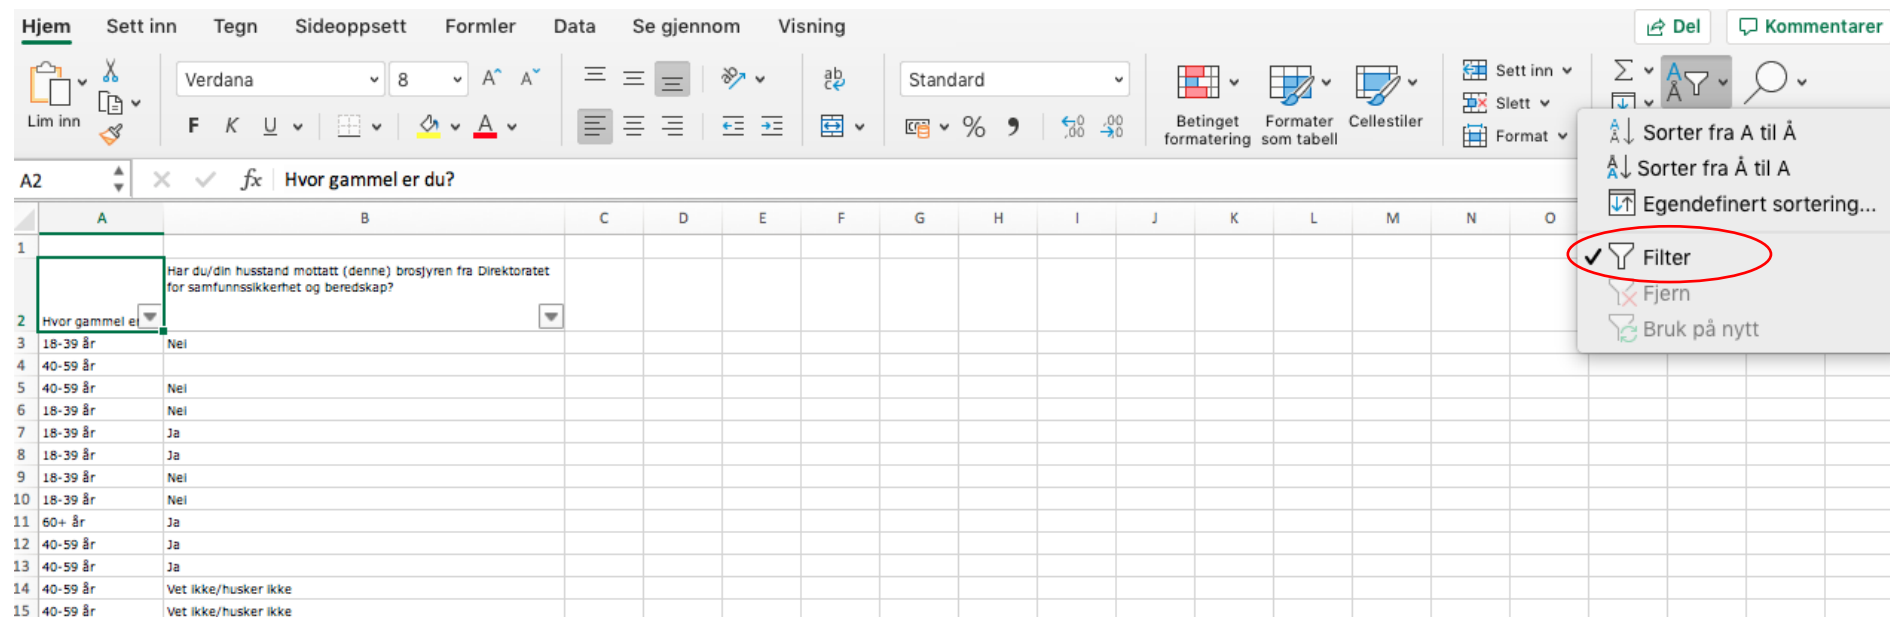 Hjem Sett inn Tegn Sideoppsett Formler Data Se gjennom Visning Del Kommentarer
Lim inn
Verdana 8 A^ A˅
F K U A
ab
Standard
% 9 ,00 ,00 ,0
Betinget formatering
Formater som tabell
Cellestiler
Sett inn
Slett
Format
Sorter fra A til Å
Sorter fra Å til A
Egendefinert sortering...
Filter
Fjern
Bruk på nytt
A2 fx Hvor gammel er du?
A B C D E F G H I J K L M N O
1
Har du/din husstand mottatt (denne) brosjyren fra Direktoratet
for samfunnssikkerhet og beredskap?
2 Hvor gammel er
3 18-39 år Nei
4 40-59 år
5 40-59 år Nei
6 18-39 år Nei
7 18-39 år Ja
8 18-39 år Ja
9 18-39 år Nei
10 18-39 år Nei
11 60+ år Ja
12 40-59 år Ja
13 40-59 år Ja
14 40-59 år Vet ikke/husker ikke
15 40-59 år Vet ikke/husker ikke